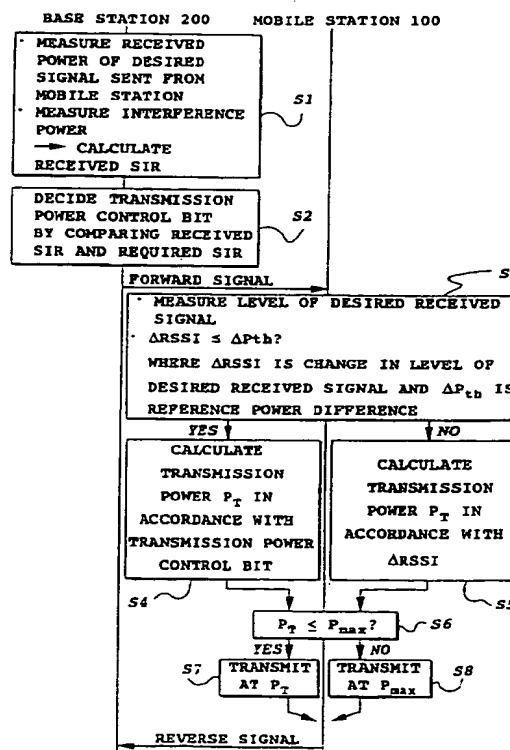 BASE STATION 200 MOBILE STATION 100
· MEASURE RECEIVED
POWER OF DESIRED
SIGNAL SENT FROM
MOBILE STATION
· MEASURE INTERFERENCE
POWER
→ CALCULATE
RECEIVED SIR
S1
DECIDE TRANSMISSION
POWER CONTROL BIT
BY COMPARING RECEIVED
SIR AND REQUIRED SIR
S2
FORWARD SIGNAL
S
· MEASURE LEVEL OF DESIRED RECEIVED
SIGNAL
· ΔRSSI ≤ ΔPth?
WHERE ΔRSSI IS CHANGE IN LEVEL OF
DESIRED RECEIVED SIGNAL AND ΔPth IS
REFERENCE POWER DIFFERENCE
YES
NO
CALCULATE
TRANSMISSION
POWER PT IN
ACCORDANCE WITH
TRANSMISSION POWER
CONTROL BIT
S4
CALCULATE
TRANSMISSION
POWER PT IN
ACCORDANCE WITH
ΔRSSI
S5
PT ≤ Pmax?
S6
YES
NO
S7
TRANSMIT
AT PT
TRANSMIT
AT Pmax
S8
REVERSE SIGNAL